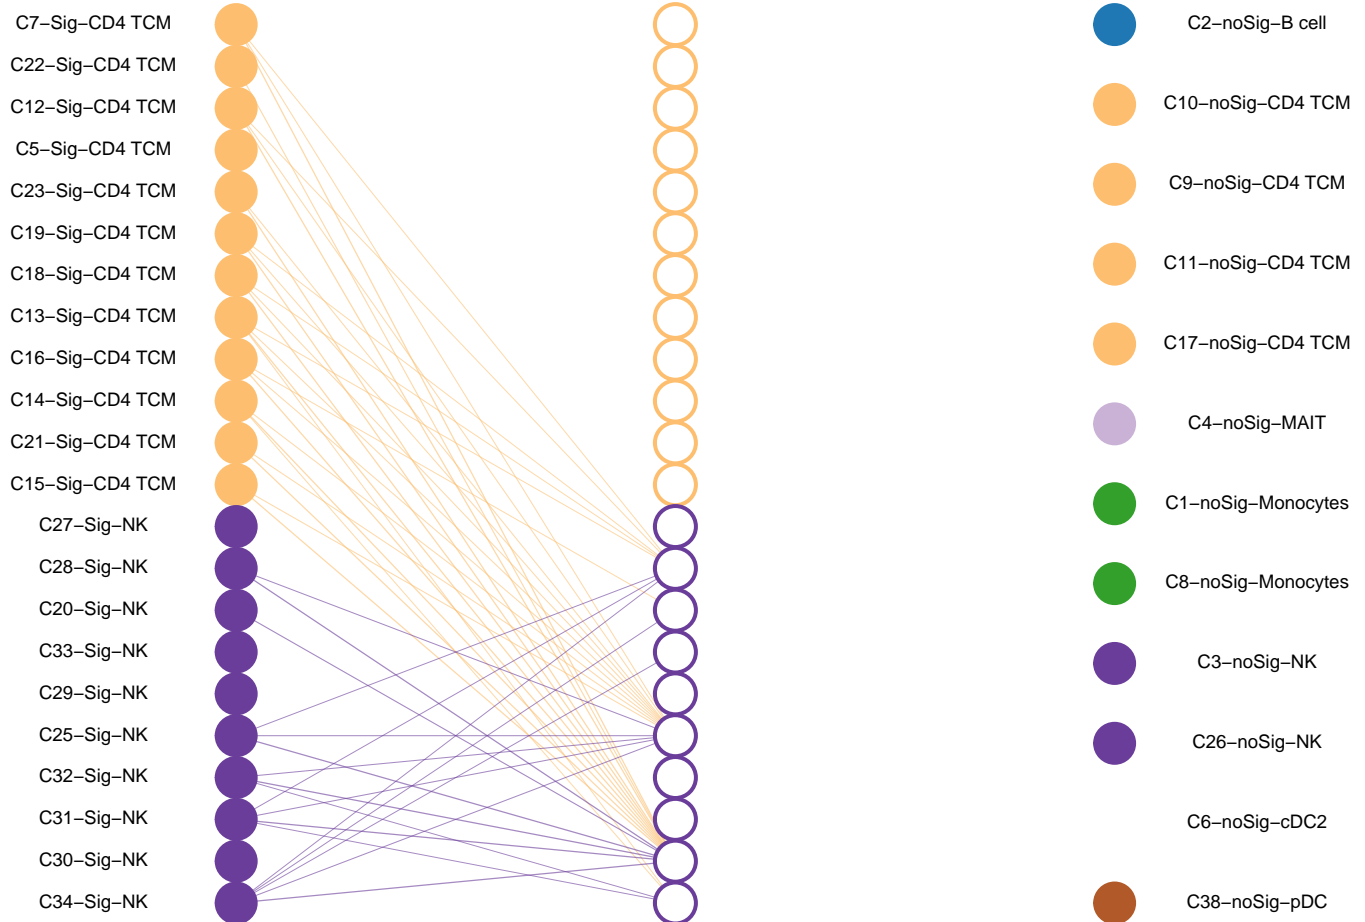 C7–Sig–CD4 TCM
C22–Sig–CD4 TCM
C12–Sig–CD4 TCM
C5–Sig–CD4 TCM
C23–Sig–CD4 TCM
C19–Sig–CD4 TCM
C18–Sig–CD4 TCM
C13–Sig–CD4 TCM
C16–Sig–CD4 TCM
C14–Sig–CD4 TCM
C21–Sig–CD4 TCM
C15–Sig–CD4 TCM
C27–Sig–NK
C28–Sig–NK
C20–Sig–NK
C33–Sig–NK
C29–Sig–NK
C25–Sig–NK
C32–Sig–NK
C31–Sig–NK
C30–Sig–NK
C34–Sig–NK
C2–noSig–B cell
C10–noSig–CD4 TCM
C9–noSig–CD4 TCM
C11–noSig–CD4 TCM
C17–noSig–CD4 TCM
C4–noSig–MAIT
C1–noSig–Monocytes
C8–noSig–Monocytes
C3–noSig–NK
C26–noSig–NK
C6–noSig–cDC2
C38–noSig–pDC